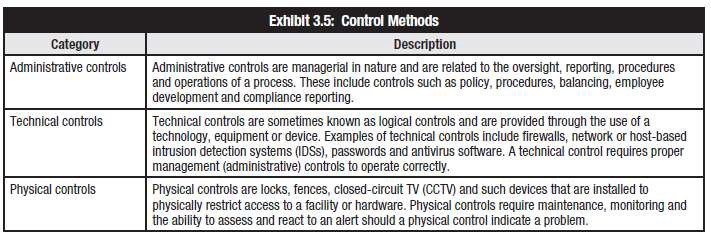 Exhibit 3.5: Control Methods
Category Description
Administrative controls Administrative controls are managerial in nature and are related to the oversight, reporting, procedures
and operations of a process. These include controls such as policy, procedures, balancing, employee
development and compliance reporting.
Technical controls Technical controls are sometimes known as logical controls and are provided through the use of a
technology, equipment or device. Examples of technical controls include firewalls, network or host-based
intrusion detection systems (IDSs), passwords and antivirus software. A technical control requires proper
management (administrative) controls to operate correctly.
Physical controls Physical controls are locks, fences, closed-circuit TV (CCTV) and such devices that are installed to
physically restrict access to a facility or hardware. Physical controls require maintenance, monitoring and
the ability to assess and react to an alert should a physical control indicate a problem.